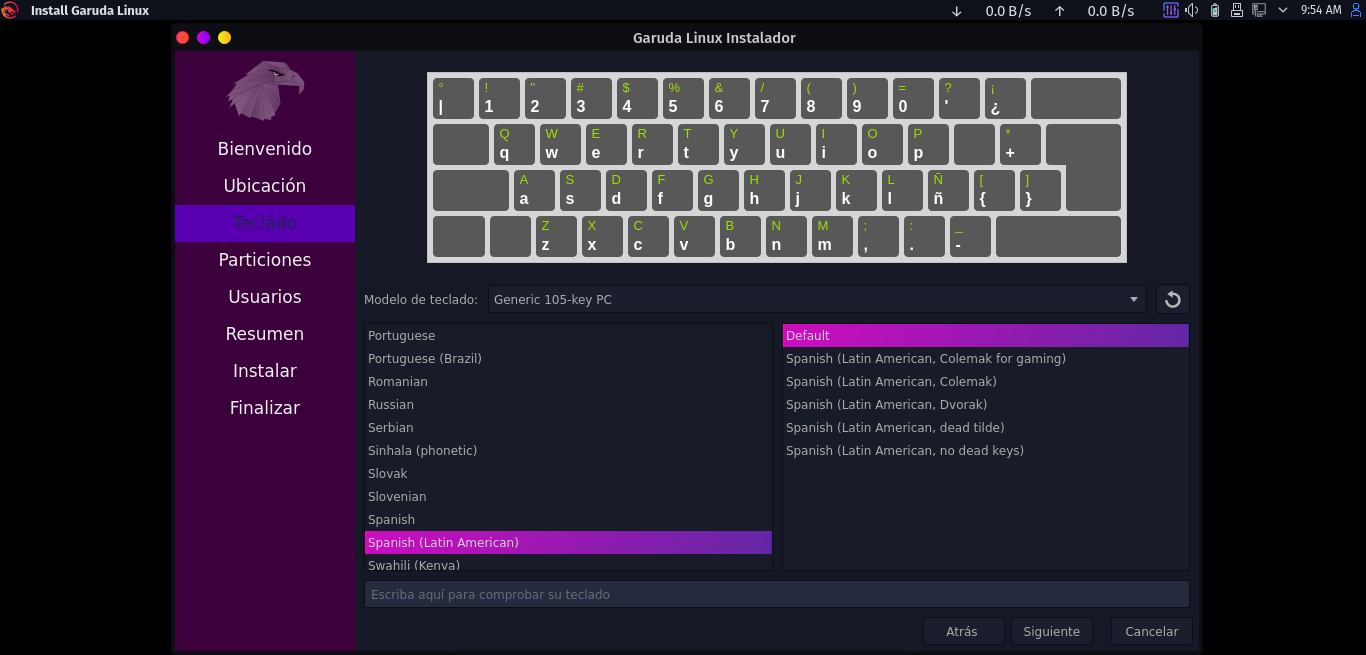 Install Garuda Linux
↓ 0.0 B/s ↑ 0.0 B/s 9:54 AM
Garuda Linux Instalador
Bienvenido
Ubicación
Teclado
Particiones
Usuarios
Resumen
Instalar
Finalizar
° ! " # $ % & / ( ) = ? ¡
| 1 2 3 4 5 6 7 8 9 0 ' ¿
Q W E R T Y U I O P *
q w e r t y u i o p +
A S D F G H J K L Ñ [ ]
a s d f g h j k l ñ { }
Z X C V B N M ; : _
z x c v b n m , . -
Modelo de teclado: Generic 105-key PC
Portuguese
Portuguese (Brazil)
Romanian
Russian
Serbian
Sinhala (phonetic)
Slovak
Slovenian
Spanish
Spanish (Latin American)
Swahili (Kenya)
Default
Spanish (Latin American, Colemak for gaming)
Spanish (Latin American, Colemak)
Spanish (Latin American, Dvorak)
Spanish (Latin American, dead tilde)
Spanish (Latin American, no dead keys)
Escriba aquí para comprobar su teclado
Atrás Siguiente Cancelar